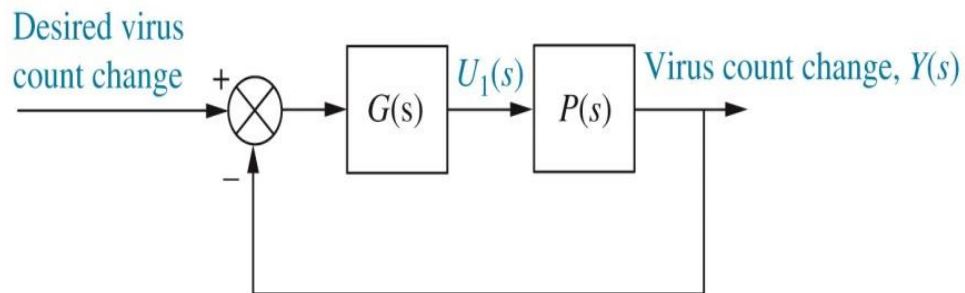 Desired virus
count change
+
G(s)
U₁(s)
P(s)
Virus count change, Y(s)
−